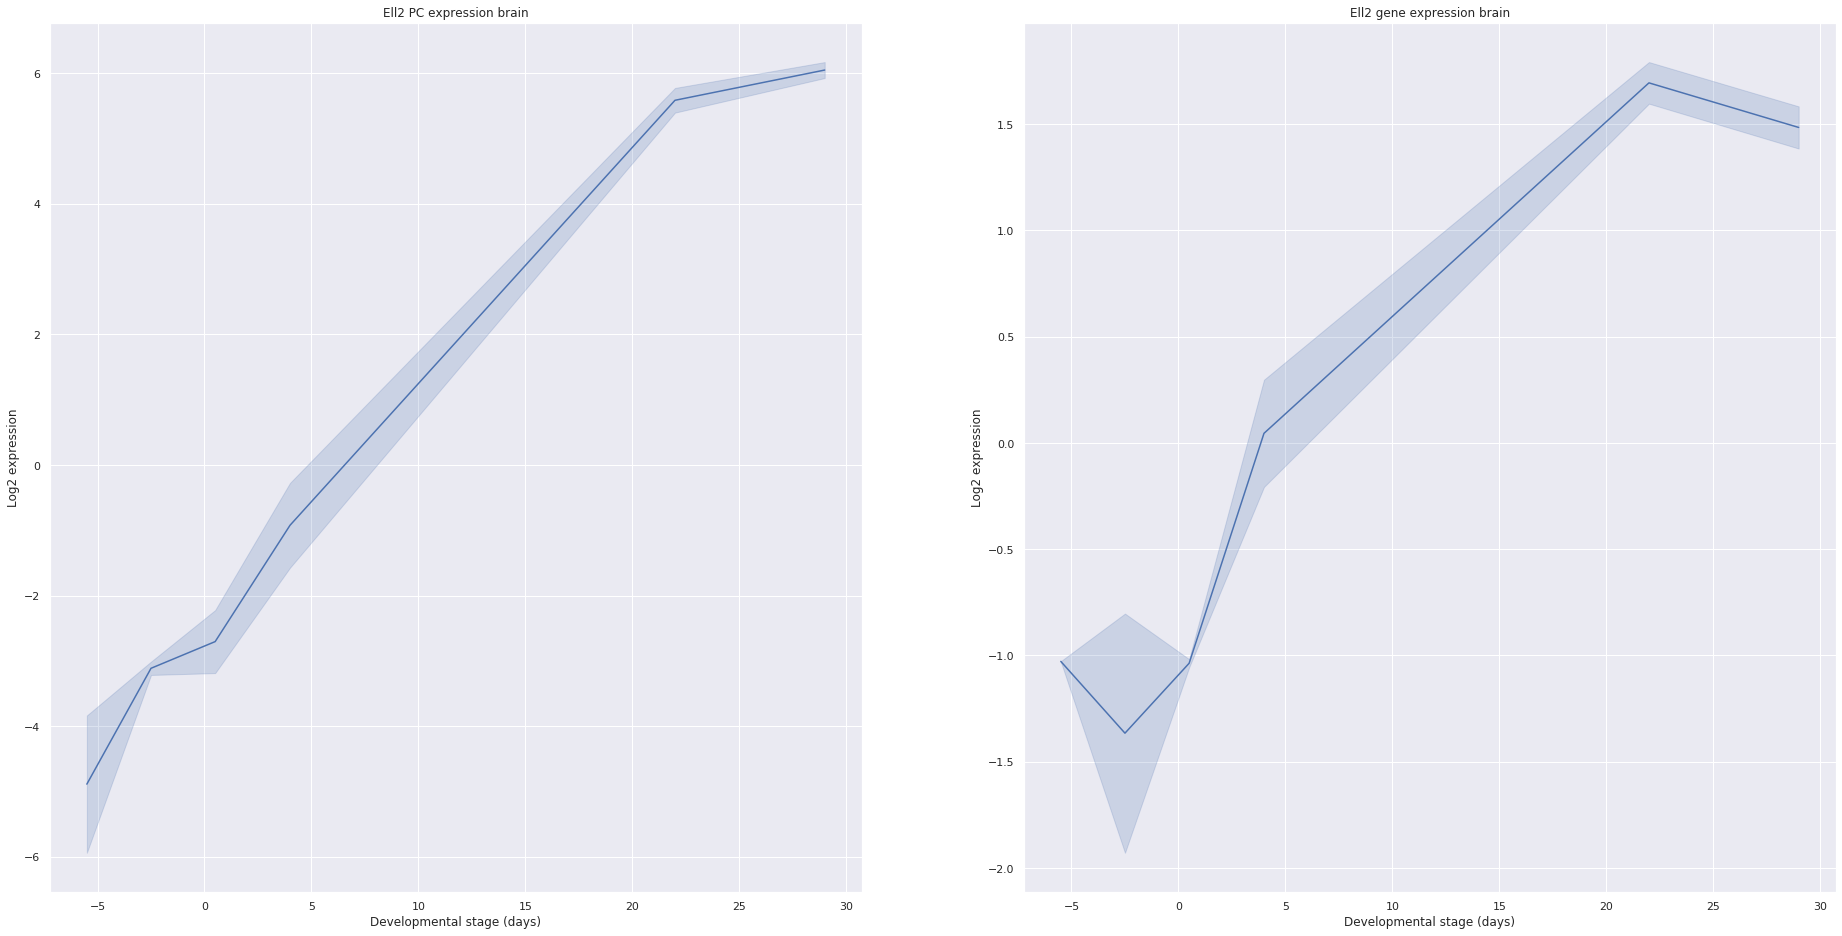 Ell2 PC expression brain
6
4
2
0
−2
−4
−6
Log2 expression
−5 0 5 10 15 20 25 30
Developmental stage (days)
Ell2 gene expression brain
1.5
1.0
0.5
0.0
−0.5
−1.0
−1.5
−2.0
Log2 expression
−5 0 5 10 15 20 25 30
Developmental stage (days)